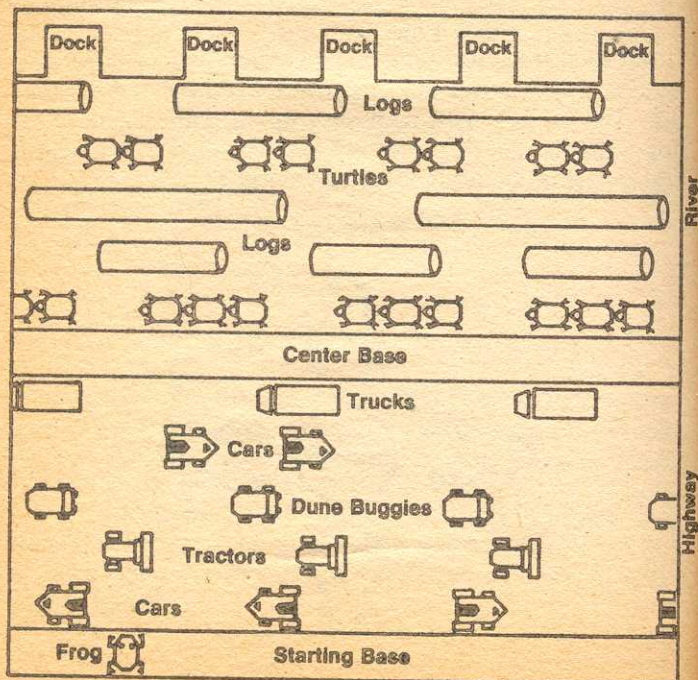 Dock Dock Dock Dock Dock
Logs
Turtles
River
Logs
Center Base
Trucks
Cars
Dune Buggies
Highway
Tractors
Cars
Frog Starting Base